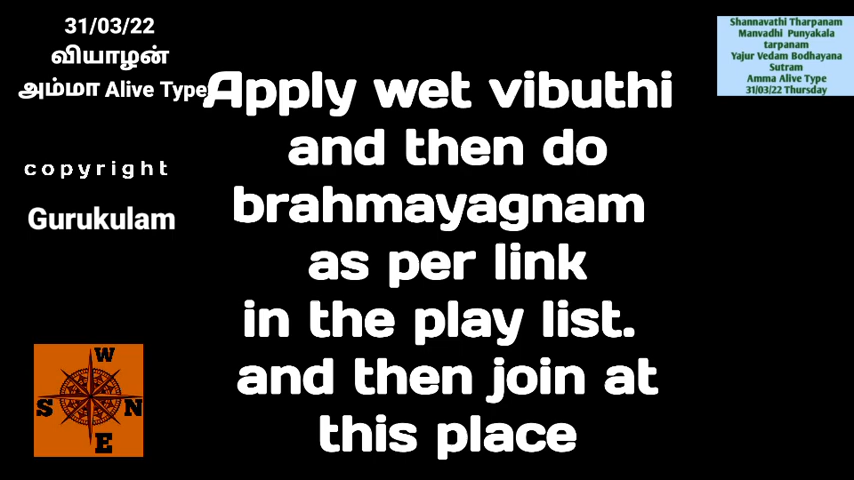 31/03/22
வியாழன்
அம்மா Alive Type
copyright
Gurukulam
Apply wet vibuthi
and then do
brahmayagnam
as per link
in the play list.
and then join at
this place
Shannavathi Tharpanam
Manvadhi Punyakala
tarpanam
Yajur Vedam Bodhayana
Sutram
Amma Alive Type
31/03/22 Thursday
W
S N
E